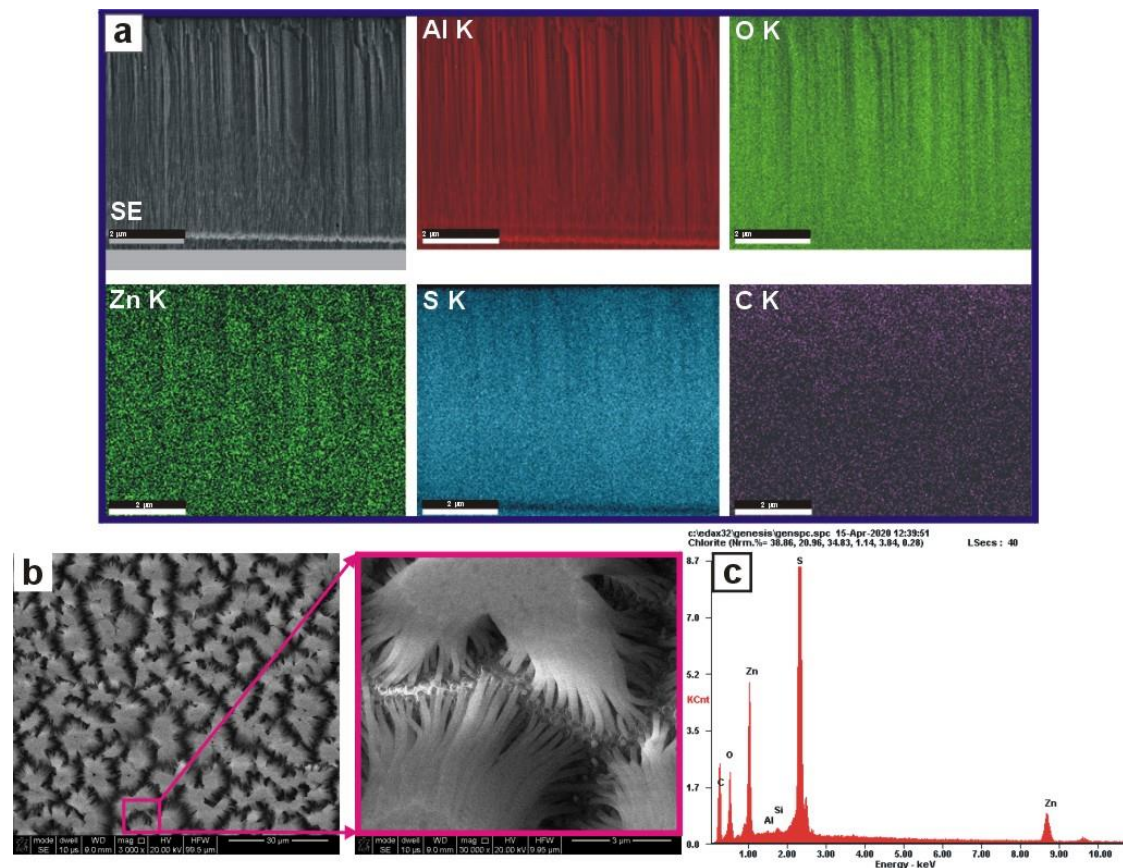 a
Al K
O K
SE
2 µm
2 µm
2 µm
Zn K
S K
C K
2 µm
2 µm
2 µm
b
mode
SE
dwell
10 µs
WD
9.0 mm
mag
3 000 x
HV
20.00 kV
HFW
99.5 µm
30 µm
mode
SE
dwell
10 µs
WD
9.0 mm
mag
30 000 x
HV
20.00 kV
HFW
9.95 µm
3 µm
c:\edax32\genesis\genspc.spc 15-Apr-2020 12:39:51
Chlorite (Nrm.%= 38.86, 20.96, 34.83, 1.14, 3.84, 0.28) LSecs : 40
c
8.7
7.0
5.2
KCnt
3.5
1.7
0.0
C
O
Zn
Al
Si
S
Zn
1.00 2.00 3.00 4.00 5.00 6.00 7.00 8.00 9.00 10.00
Energy - keV